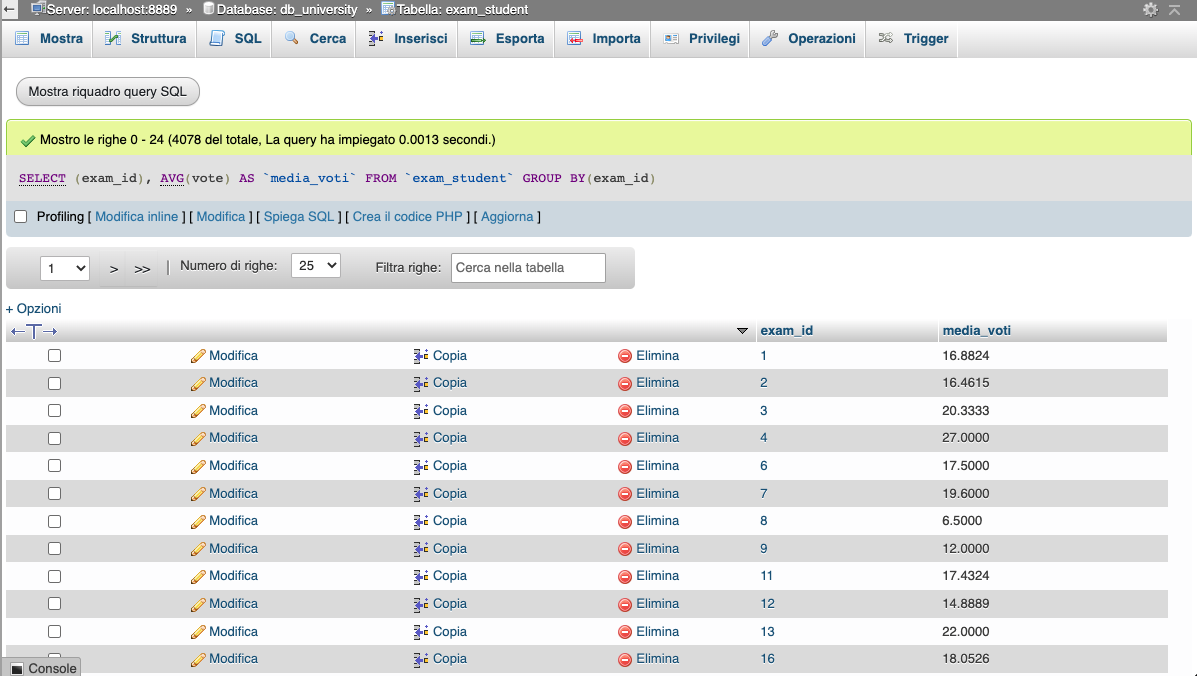 Server: localhost:8889 » Database: db_university » Tabella: exam_student
Mostra Struttura SQL Cerca Inserisci Esporta Importa Privilegi Operazioni Trigger
Mostra riquadro query SQL
Mostro le righe 0 - 24 (4078 del totale, La query ha impiegato 0.0013 secondi.)
SELECT (exam_id), AVG(vote) AS `media_voti` FROM `exam_student` GROUP BY(exam_id)
Profiling [ Modifica inline ] [ Modifica ] [ Spiega SQL ] [ Crea il codice PHP ] [ Aggiorna ]
1 > >> | Numero di righe: 25 Filtra righe: Cerca nella tabella
+ Opzioni
←T→ exam_id media_voti
Modifica Copia Elimina 1 16.8824
Modifica Copia Elimina 2 16.4615
Modifica Copia Elimina 3 20.3333
Modifica Copia Elimina 4 27.0000
Modifica Copia Elimina 6 17.5000
Modifica Copia Elimina 7 19.6000
Modifica Copia Elimina 8 6.5000
Modifica Copia Elimina 9 12.0000
Modifica Copia Elimina 11 17.4324
Modifica Copia Elimina 12 14.8889
Modifica Copia Elimina 13 22.0000
Modifica Copia Elimina 16 18.0526
Console